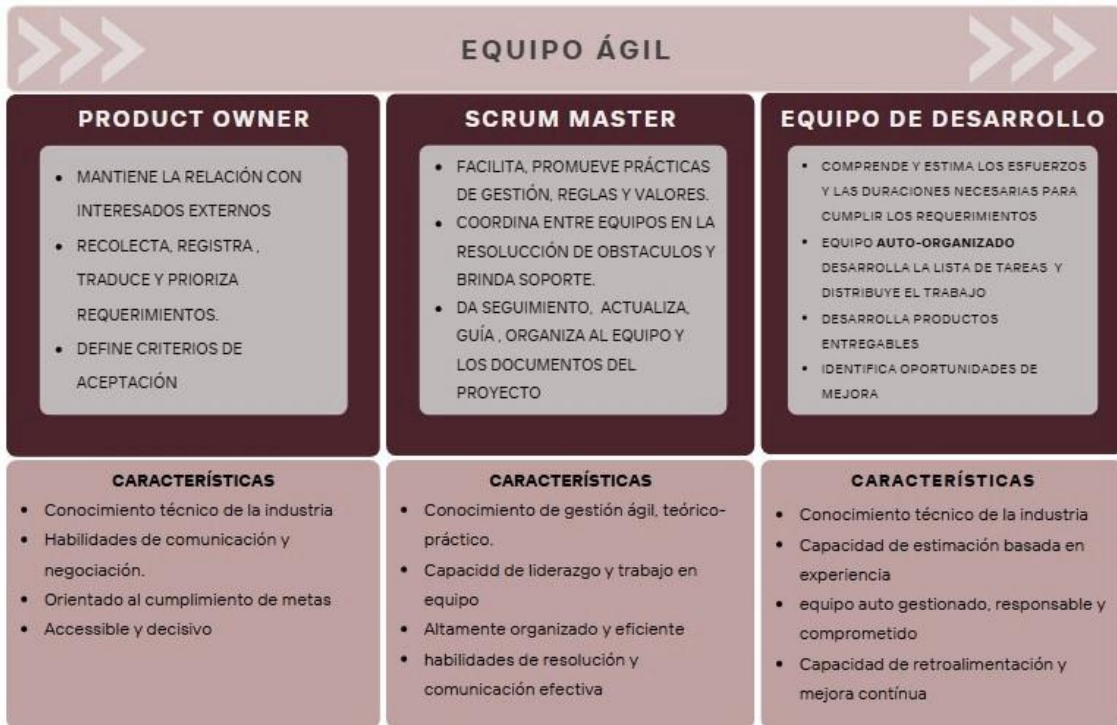 EQUIPO ÁGIL
PRODUCT OWNER
• MANTIENE LA RELACIÓN CON
INTERESADOS EXTERNOS
• RECOLECTA, REGISTRA ,
TRADUCE Y PRIORIZA
REQUERIMIENTOS.
• DEFINE CRITERIOS DE
ACEPTACIÓN
CARACTERÍSTICAS
• Conocimiento técnico de la industria
• Habilidades de comunicación y
negociación.
• Orientado al cumplimiento de metas
• Accessible y decisivo
SCRUM MASTER
• FACILITA, PROMUEVE PRÁCTICAS
DE GESTIÓN, REGLAS Y VALORES.
• COORDINA ENTRE EQUIPOS EN LA
RESOLUCCIÓN DE OBSTACULOS Y
BRINDA SOPORTE.
• DA SEGUIMIENTO, ACTUALIZA,
GUÍA , ORGANIZA AL EQUIPO Y
LOS DOCUMENTOS DEL
PROYECTO
CARACTERÍSTICAS
• Conocimiento de gestión ágil, teórico-
práctico.
• Capacidd de liderazgo y trabajo en
equipo
• Altamente organizado y eficiente
• habilidades de resolución y
comunicación efectiva
EQUIPO DE DESARROLLO
• COMPRENDE Y ESTIMA LOS ESFUERZOS
Y LAS DURACIONES NECESARIAS PARA
CUMPLIR LOS REQUERIMIENTOS
• EQUIPO AUTO-ORGANIZADO
DESARROLLA LA LISTA DE TAREAS Y
DISTRIBUYE EL TRABAJO
• DESARROLLA PRODUCTOS
ENTREGABLES
• IDENTIFICA OPORTUNIDADES DE
MEJORA
CARACTERÍSTICAS
• Conocimiento técnico de la industria
• Capacidad de estimación basada en
experiencia
• equipo auto gestionado, responsable y
comprometido
• Capacidad de retroalimentación y
mejora contínua